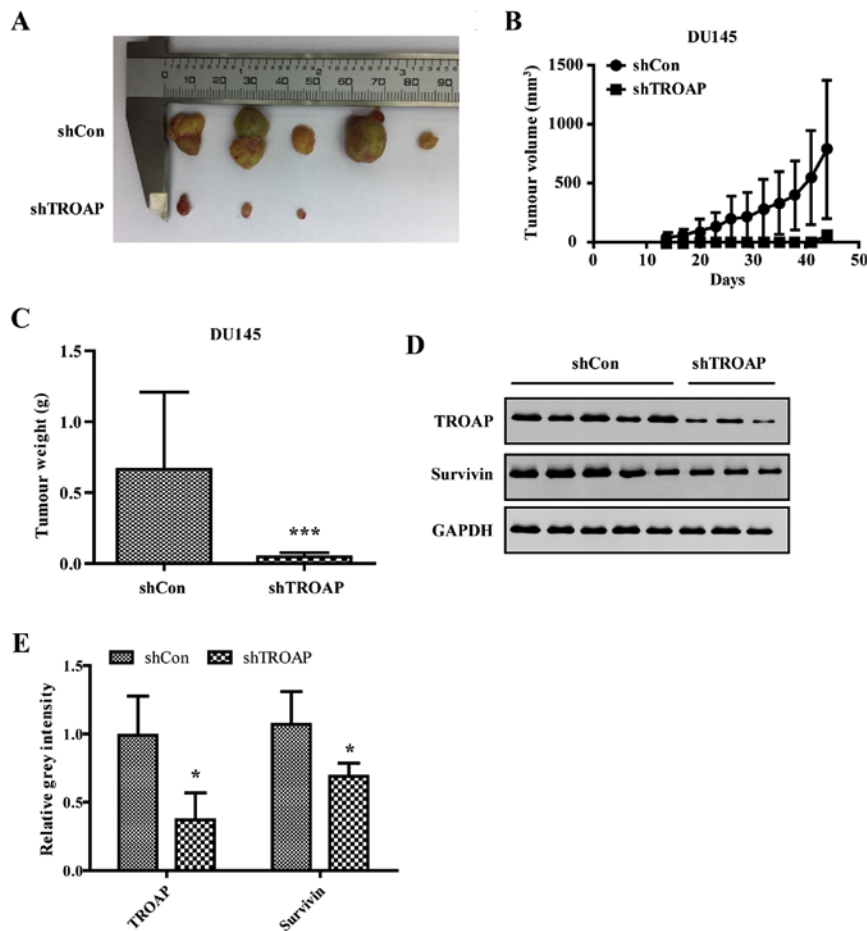 A
0 10 20 30 40 50 60 70 80 90
shCon
shTROAP
B
DU145
shCon
shTROAP
Tumour volume (mm³)
1500
1000
500
0
0 10 20 30 40 50
Days
C
DU145
Tumour weight (g)
1.5
1.0
0.5
0.0
***
shCon shTROAP
D
shCon shTROAP
TROAP
Survivin
GAPDH
E
shCon shTROAP
Relative grey intensity
1.5
1.0
0.5
0.0
* *
TROAP Survivin